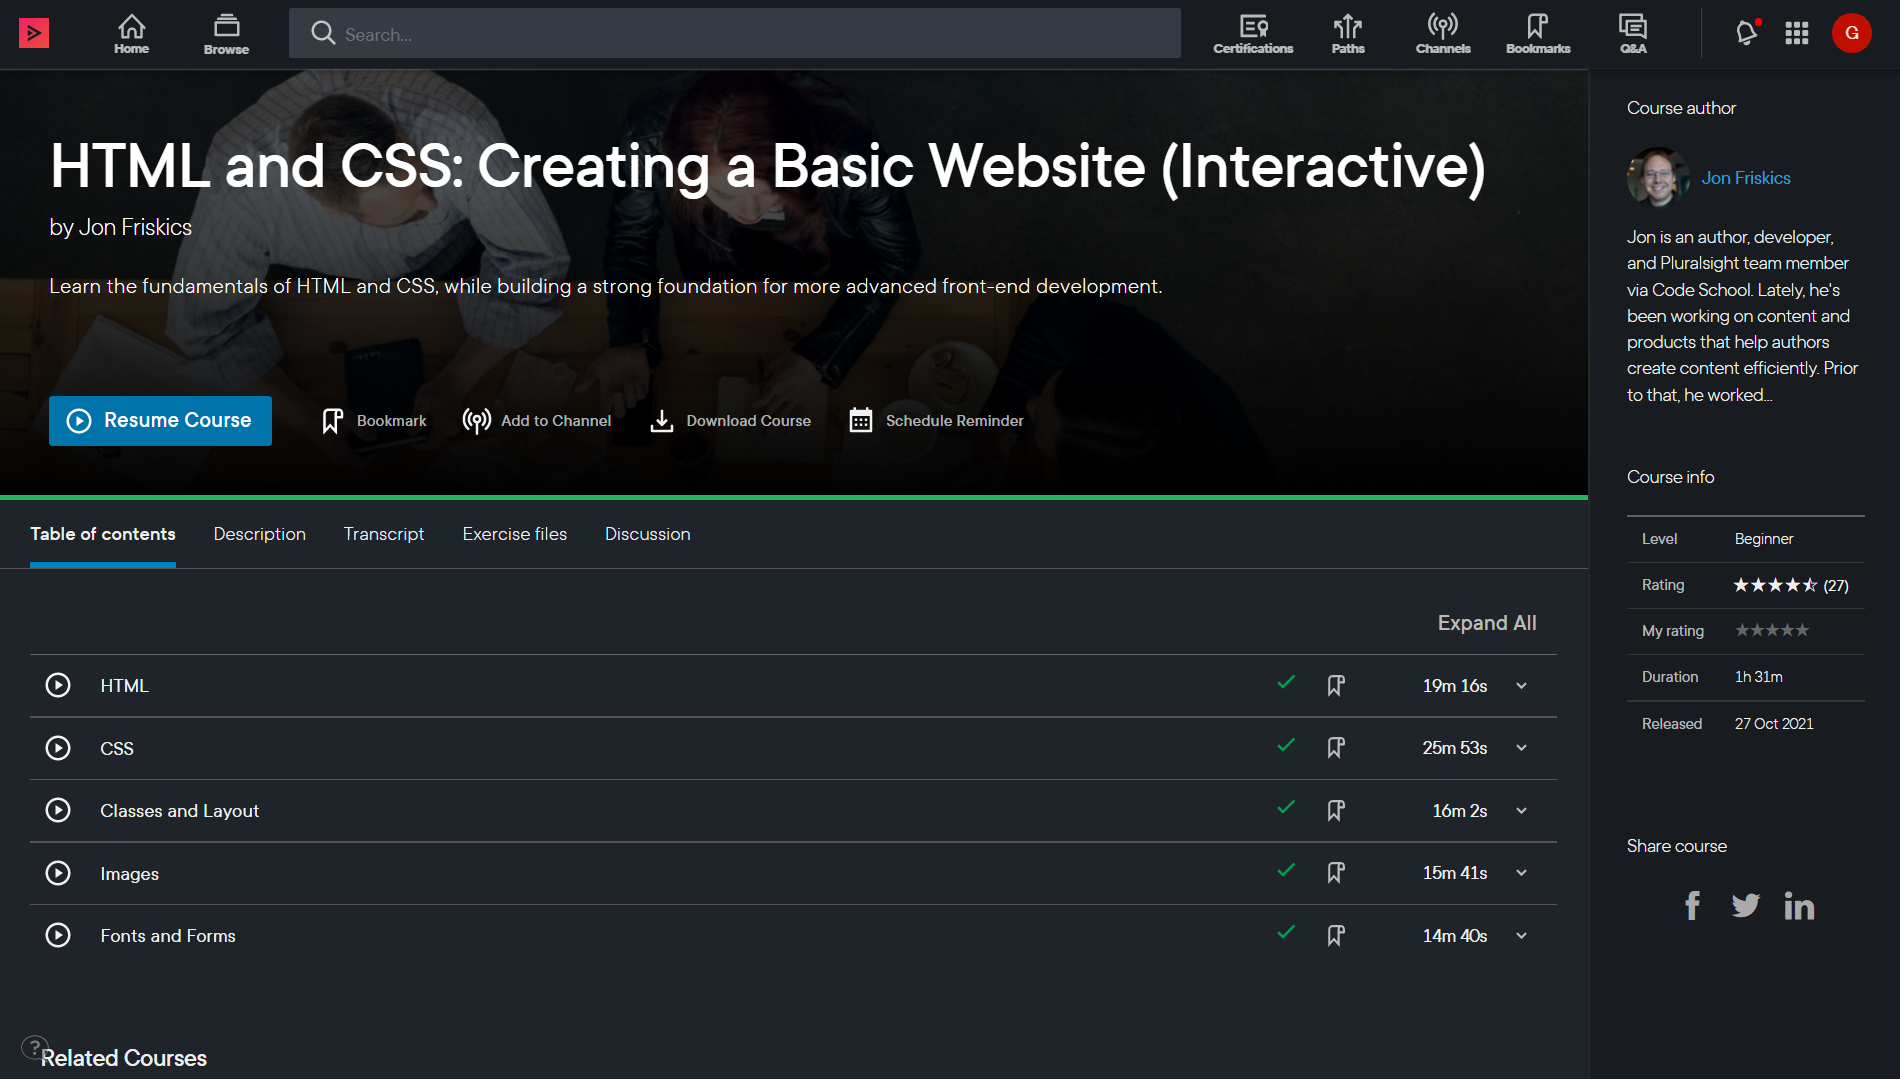 Home
Browse
Search...
Certifications
Paths
Channels
Bookmarks
Q&A
G
HTML and CSS: Creating a Basic Website (Interactive)
by Jon Friskics
Learn the fundamentals of HTML and CSS, while building a strong foundation for more advanced front-end development.
Resume Course
Bookmark
Add to Channel
Download Course
Schedule Reminder
Table of contents
Description
Transcript
Exercise files
Discussion
Expand All
HTML 19m 16s
CSS 25m 53s
Classes and Layout 16m 2s
Images 15m 41s
Fonts and Forms 14m 40s
?
Related Courses
Course author
Jon Friskics
Jon is an author, developer,
and Pluralsight team member
via Code School. Lately, he's
been working on content and
products that help authors
create content efficiently. Prior
to that, he worked...
Course info
Level Beginner
Rating (27)
My rating
Duration 1h 31m
Released 27 Oct 2021
Share course